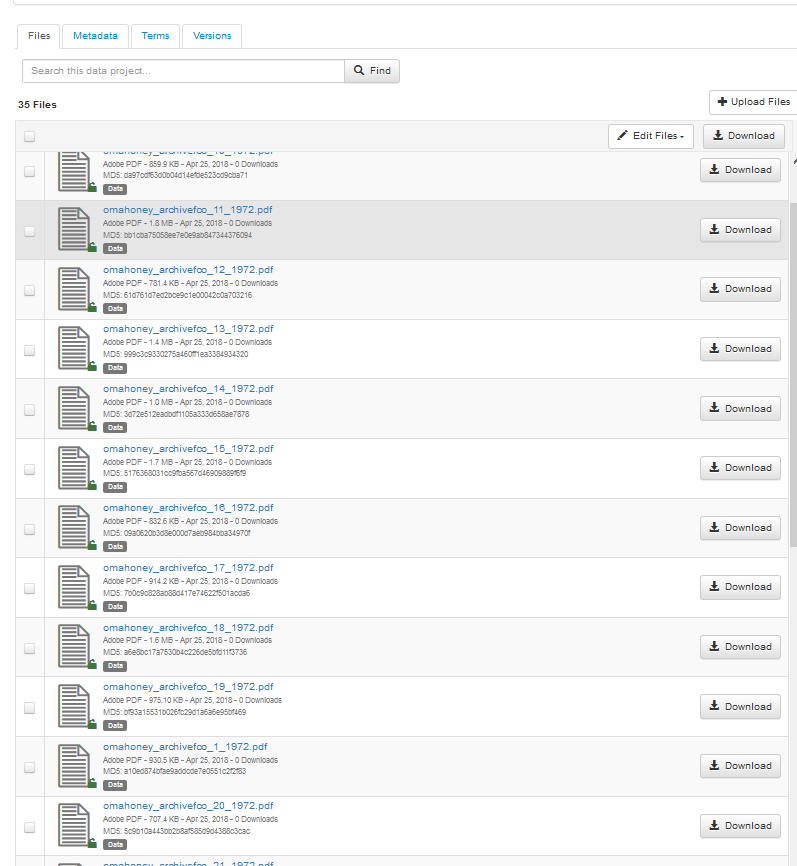 Files Metadata Terms Versions
Search this data project... Find
35 Files
Upload Files
Edit Files Download
Adobe PDF - 859.9 KB - Apr 25, 2018 - 0 Downloads
MD5: da97cdf63d0b04d14efde523cd9cba71
Data
Download
omahoney_archivefco_11_1972.pdf
Adobe PDF - 1.8 MB - Apr 25, 2018 - 0 Downloads
MD5: bb1cba75058ee7e0e9ab847344376094
Data
Download
omahoney_archivefco_12_1972.pdf
Adobe PDF - 781.4 KB - Apr 25, 2018 - 0 Downloads
MD5: 61d761d7ed2bce9c1e00042c0a703216
Data
Download
omahoney_archivefco_13_1972.pdf
Adobe PDF - 1.4 MB - Apr 25, 2018 - 0 Downloads
MD5: 999c3c9330275a460ff1ea3384934320
Data
Download
omahoney_archivefco_14_1972.pdf
Adobe PDF - 1.0 MB - Apr 25, 2018 - 0 Downloads
MD5: 3d72e512eadbdf1105a333d658ae7878
Data
Download
omahoney_archivefco_15_1972.pdf
Adobe PDF - 1.7 MB - Apr 25, 2018 - 0 Downloads
MD5: 5176368031cc9fba567d46909889f6f9
Data
Download
omahoney_archivefco_16_1972.pdf
Adobe PDF - 832.6 KB - Apr 25, 2018 - 0 Downloads
MD5: 09a0620b3d8e000d7aeb984bba34970f
Data
Download
omahoney_archivefco_17_1972.pdf
Adobe PDF - 914.2 KB - Apr 25, 2018 - 0 Downloads
MD5: 7b0c9c828ab88d417e74622f501acda6
Data
Download
omahoney_archivefco_18_1972.pdf
Adobe PDF - 1.6 MB - Apr 25, 2018 - 0 Downloads
MD5: a6e8bc17a7530b4c226de5bfd11f3736
Data
Download
omahoney_archivefco_19_1972.pdf
Adobe PDF - 975.10 KB - Apr 25, 2018 - 0 Downloads
MD5: bf93a15531b026fc29d1a6a6e95bf469
Data
Download
omahoney_archivefco_1_1972.pdf
Adobe PDF - 930.5 KB - Apr 25, 2018 - 0 Downloads
MD5: a10ed874bfae9addcde7e0551c2f2f83
Data
Download
omahoney_archivefco_20_1972.pdf
Adobe PDF - 707.4 KB - Apr 25, 2018 - 0 Downloads
MD5: 5c9b10a443bb2b8af585d9d4388c3cac
Data
Download